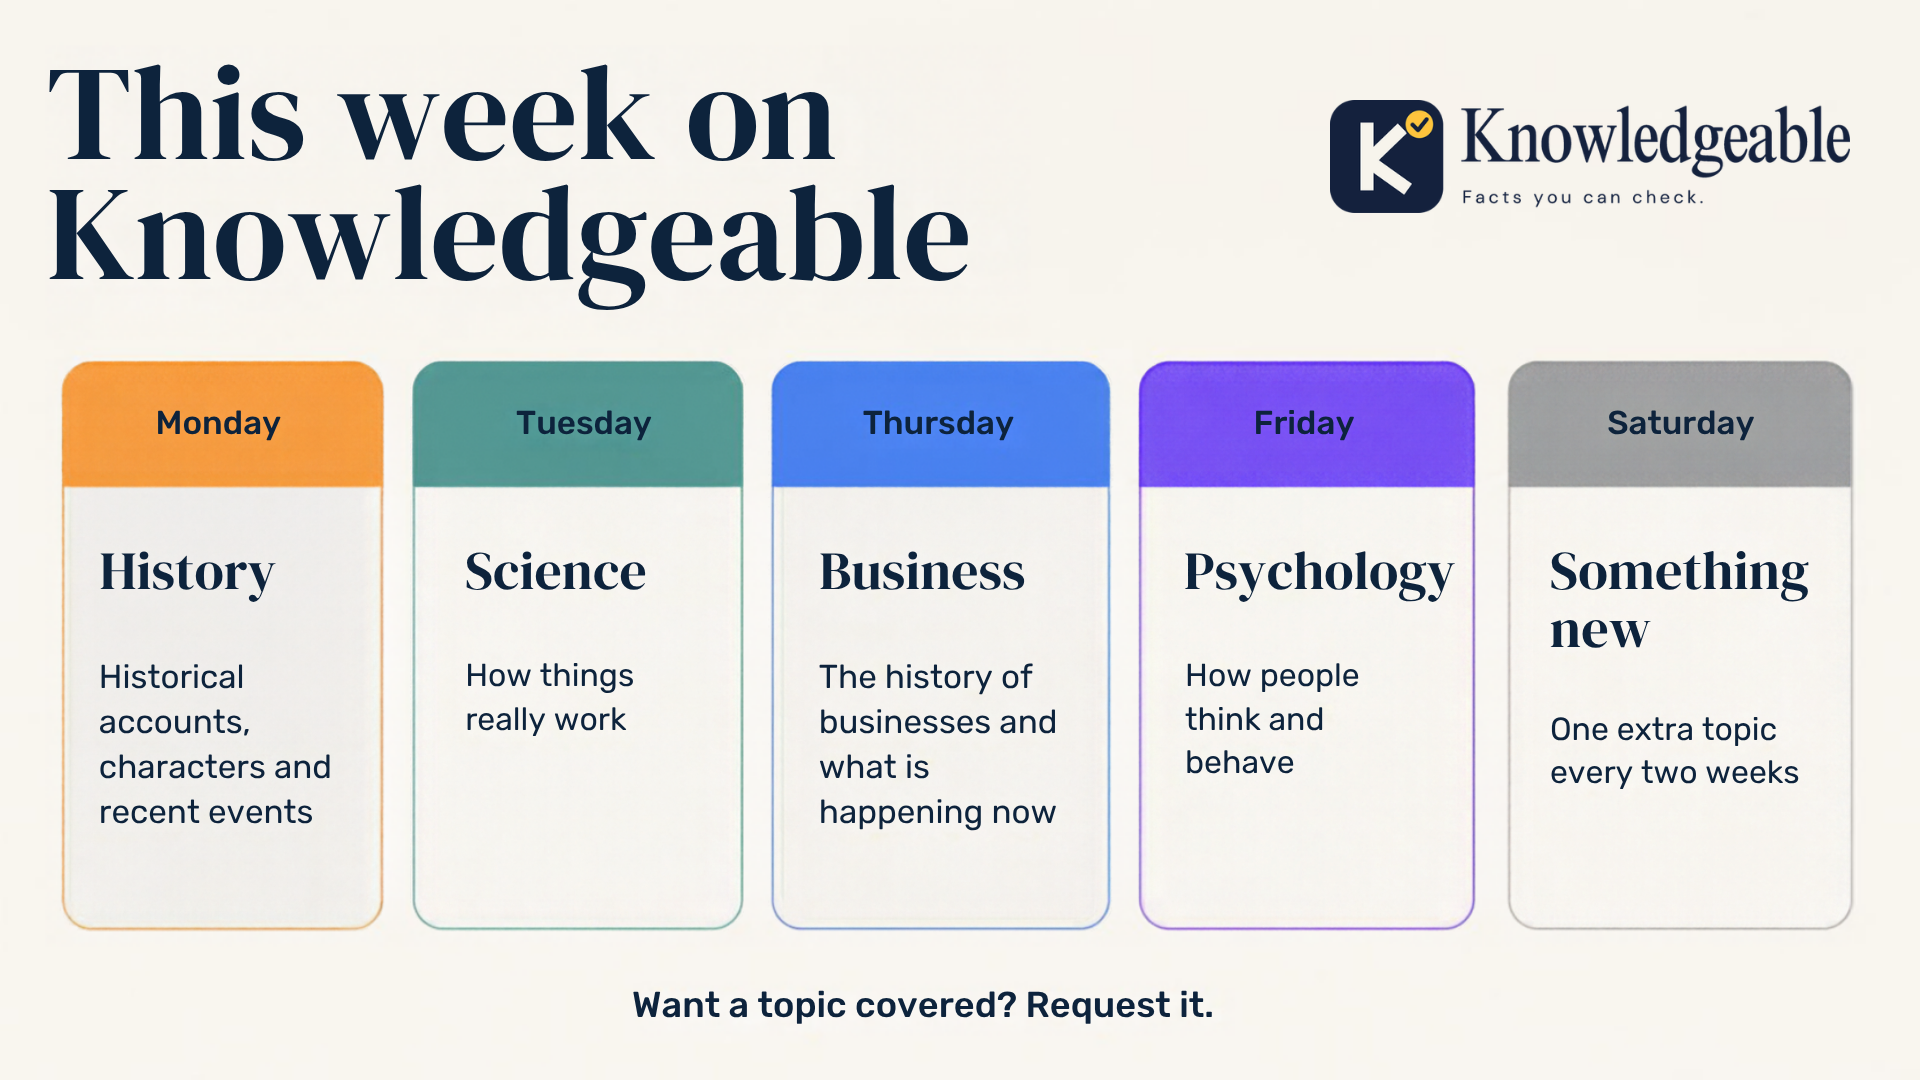 This week on
Knowledgeable
K
Knowledgeable
Facts you can check.
Monday
History
Historical
accounts,
characters and
recent events
Tuesday
Science
How things
really work
Thursday
Business
The history of
businesses and
what is
happening now
Friday
Psychology
How people
think and
behave
Saturday
Something
new
One extra topic
every two weeks
Want a topic covered? Request it.